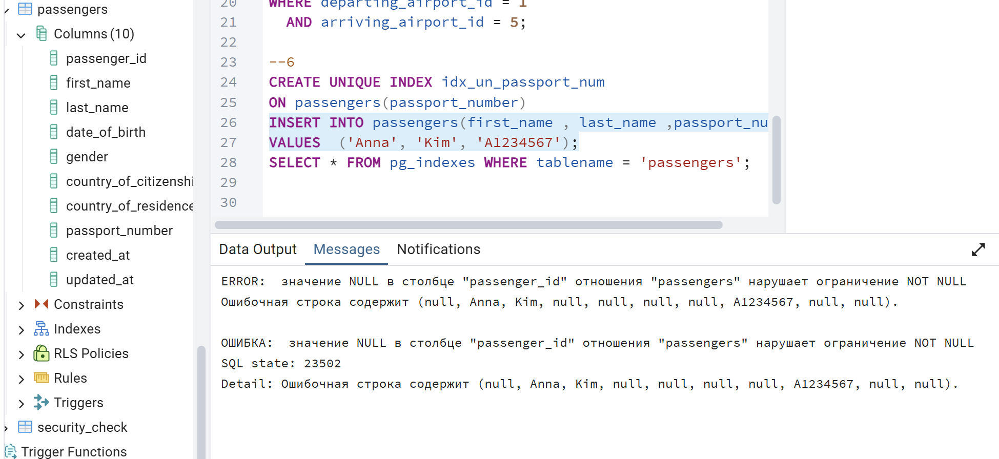 passengers
Columns (10)
passenger_id
first_name
last_name
date_of_birth
gender
country_of_citizenshi
country_of_residence
passport_number
created_at
updated_at
Constraints
Indexes
RLS Policies
Rules
Triggers
security_check
Trigger Functions
20 WHERE departing_airport_id = 1
21 AND arriving_airport_id = 5;
22
23 --6
24 CREATE UNIQUE INDEX idx_un_passport_num
25 ON passengers(passport_number)
26 INSERT INTO passengers(first_name , last_name ,passport_nu
27 VALUES ('Anna', 'Kim', 'A1234567');
28 SELECT * FROM pg_indexes WHERE tablename = 'passengers';
29
30
Data Output Messages Notifications
ERROR: значение NULL в столбце "passenger_id" отношения "passengers" нарушает ограничение NOT NULL
Ошибочная строка содержит (null, Anna, Kim, null, null, null, null, A1234567, null, null).
ОШИБКА: значение NULL в столбце "passenger_id" отношения "passengers" нарушает ограничение NOT NULL
SQL state: 23502
Detail: Ошибочная строка содержит (null, Anna, Kim, null, null, null, null, A1234567, null, null).